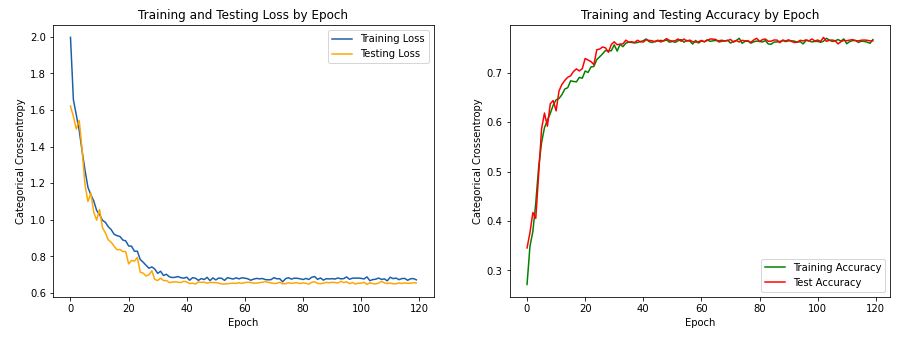 Training and Testing Loss by Epoch
Categorical Crossentropy
2.0
1.8
1.6
1.4
1.2
1.0
0.8
0.6
Training Loss
Testing Loss
0
20
40
60
80
100
120
Epoch
Training and Testing Accuracy by Epoch
Categorical Crossentropy
0.7
0.6
0.5
0.4
0.3
Training Accuracy
Test Accuracy
0
20
40
60
80
100
120
Epoch